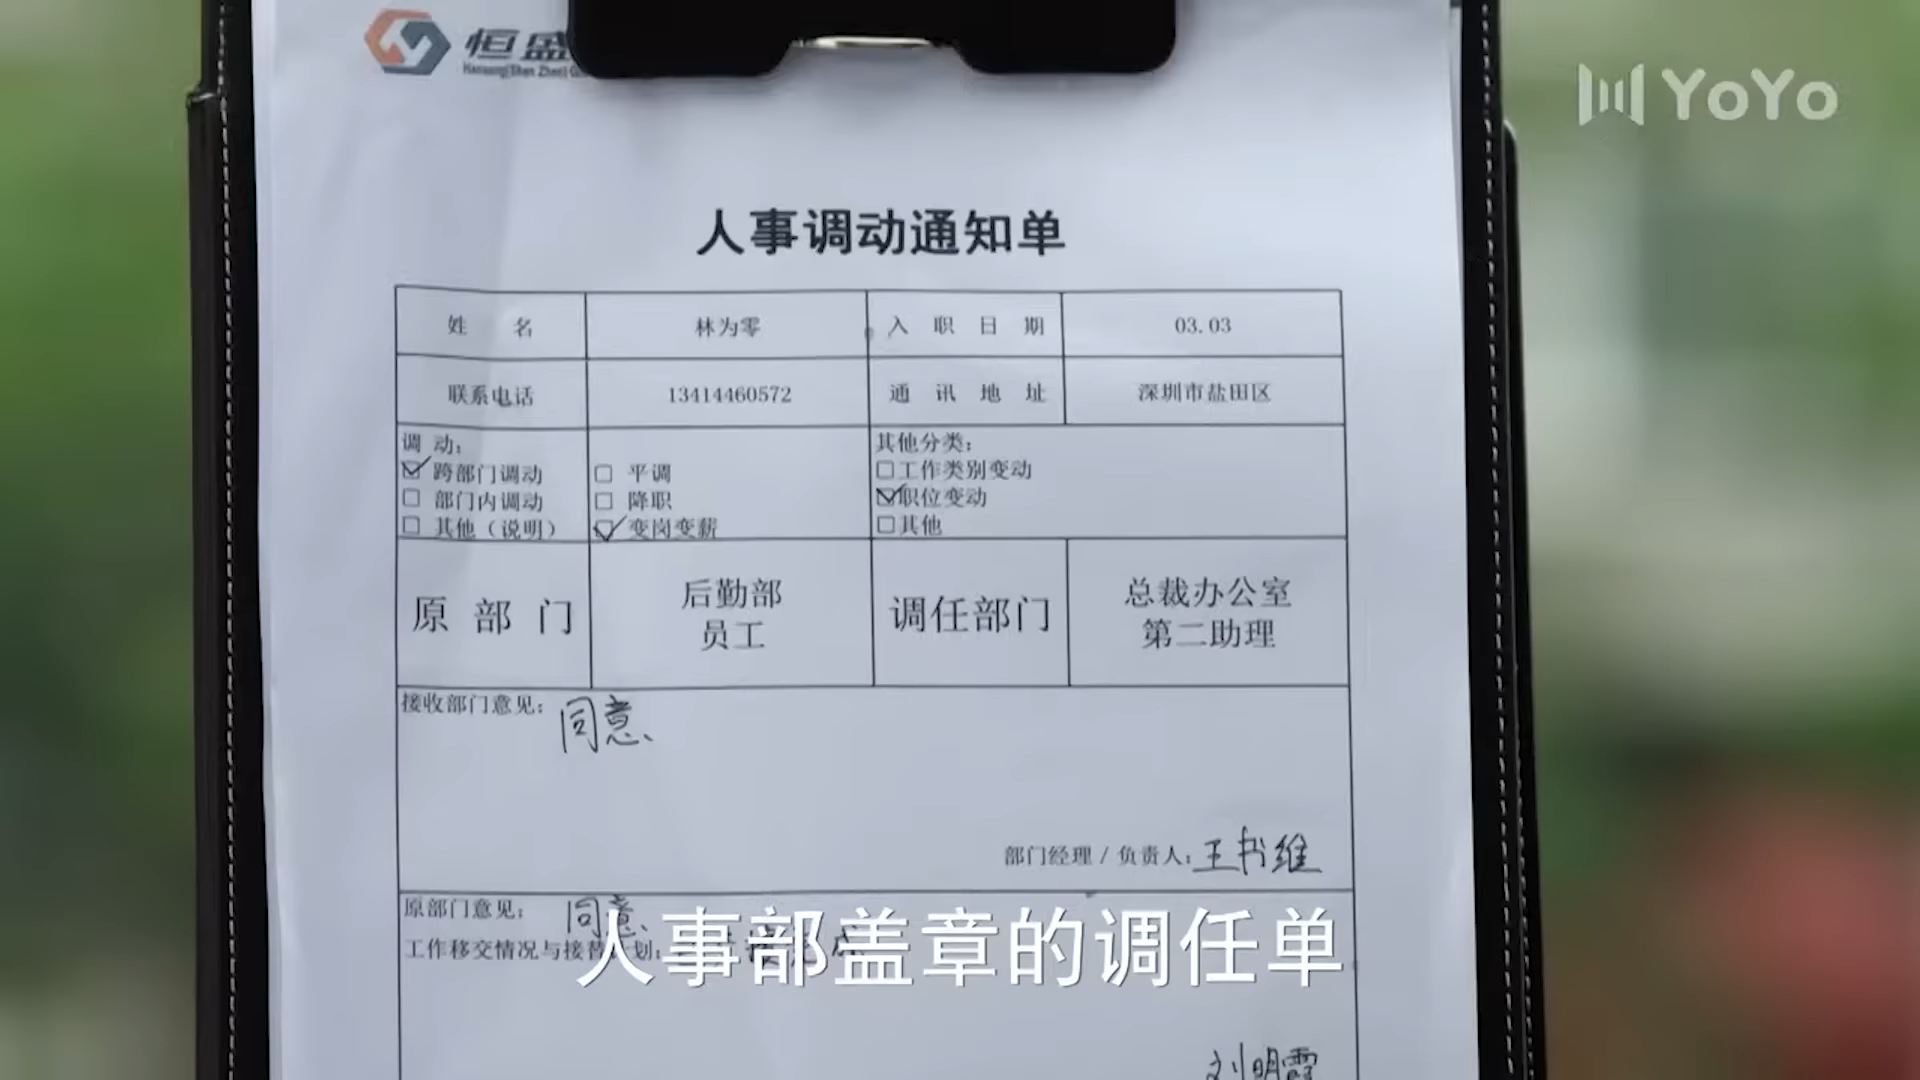 恒盛
YoYo
人事调动通知单
姓 名 林为零 入 职 日 期 03.03
联系电话 13414460572 通 讯 地 址 深圳市盐田区
调 动： 其他分类：
跨部门调动 □ 平调 □工作类别变动
□ 部门内调动 □ 降职 职位变动
□ 其他（说明） 变岗变薪 □其他
原 部 门 后勤部 员工 调任部门 总裁办公室 第二助理
接收部门意见： 同意、
部门经理 / 负责人： 王书维
原部门意见： 同意、
工作移交情况与接替 划：
人事部盖章的调任单
刘明霞